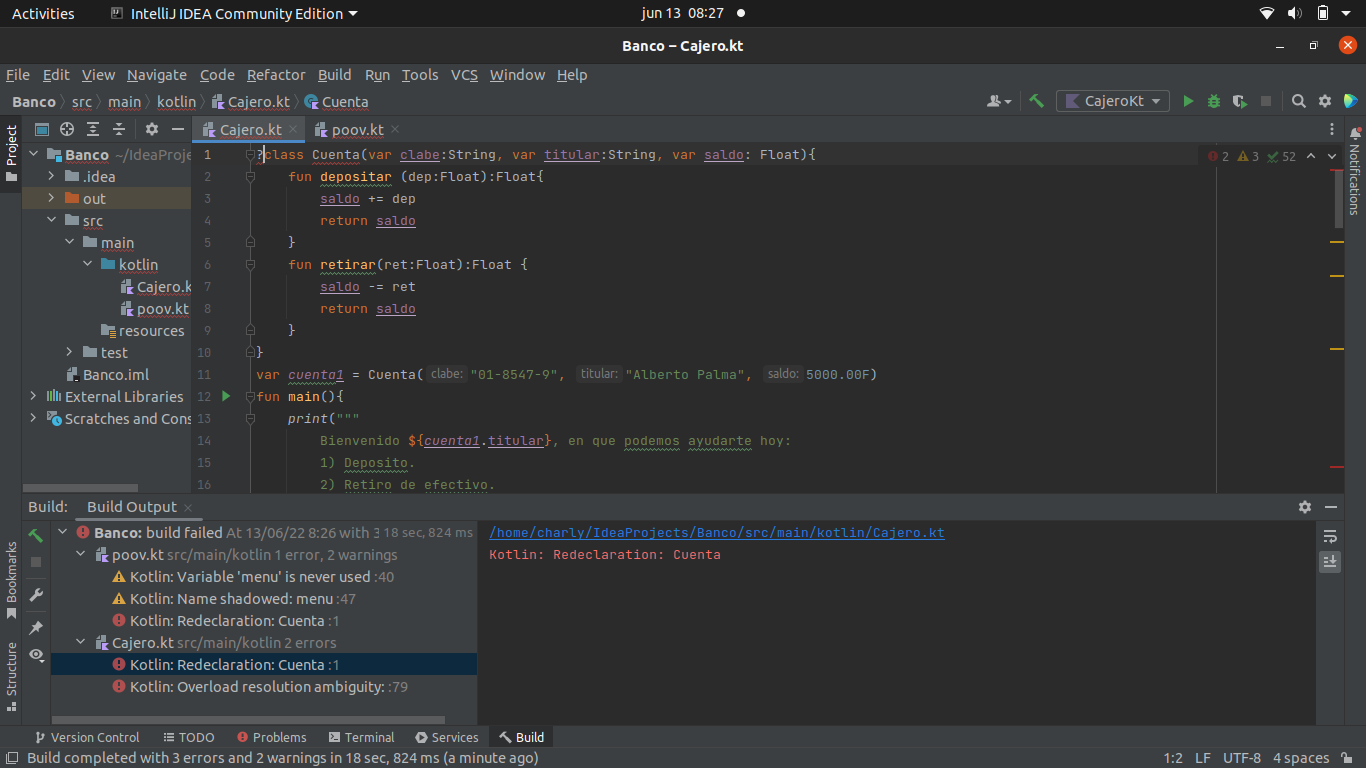 Activities IntelliJ IDEA Community Edition jun 13 08:27
Banco – Cajero.kt
File Edit View Navigate Code Refactor Build Run Tools VCS Window Help
Banco src main kotlin Cajero.kt Cuenta CajeroKt
Project
Cajero.kt poov.kt
Banco ~/IdeaProje
.idea
out
src
main
kotlin
Cajero.k
poov.kt
resources
test
Banco.iml
External Libraries
Scratches and Cons
1 ?class Cuenta(var clabe:String, var titular:String, var saldo: Float){
2 fun depositar (dep:Float):Float{
3 saldo += dep
4 return saldo
5 }
6 fun retirar(ret:Float):Float {
7 saldo -= ret
8 return saldo
9 }
10 }
11 var cuenta1 = Cuenta( clabe: "01-8547-9", titular: "Alberto Palma", saldo: 5000.00F)
12 fun main(){
13 print("""
14 Bienvenido ${cuenta1.titular}, en que podemos ayudarte hoy:
15 1) Deposito.
16 2) Retiro de efectivo.
2 3 52
Notifications
Build: Build Output
Banco: build failed At 13/06/22 8:26 with 3 18 sec, 824 ms
poov.kt src/main/kotlin 1 error, 2 warnings
Kotlin: Variable 'menu' is never used :40
Kotlin: Name shadowed: menu :47
Kotlin: Redeclaration: Cuenta :1
Cajero.kt src/main/kotlin 2 errors
Kotlin: Redeclaration: Cuenta :1
Kotlin: Overload resolution ambiguity: :79
/home/charly/IdeaProjects/Banco/src/main/kotlin/Cajero.kt
Kotlin: Redeclaration: Cuenta
Bookmarks
Structure
Version Control TODO Problems Terminal Services Build
Build completed with 3 errors and 2 warnings in 18 sec, 824 ms (a minute ago) 1:2 LF UTF-8 4 spaces